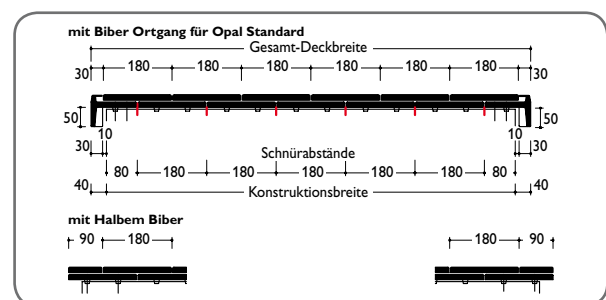 mit Biber Ortgang für Opal Standard
Gesamt-Deckbreite
30 180 180 180 180 180 180 30
50 50
10 10
30 Schnürabstände 30
80 180 180 180 180 180 80
40 Konstruktionsbreite 40
mit Halbem Biber
90 180 180 90